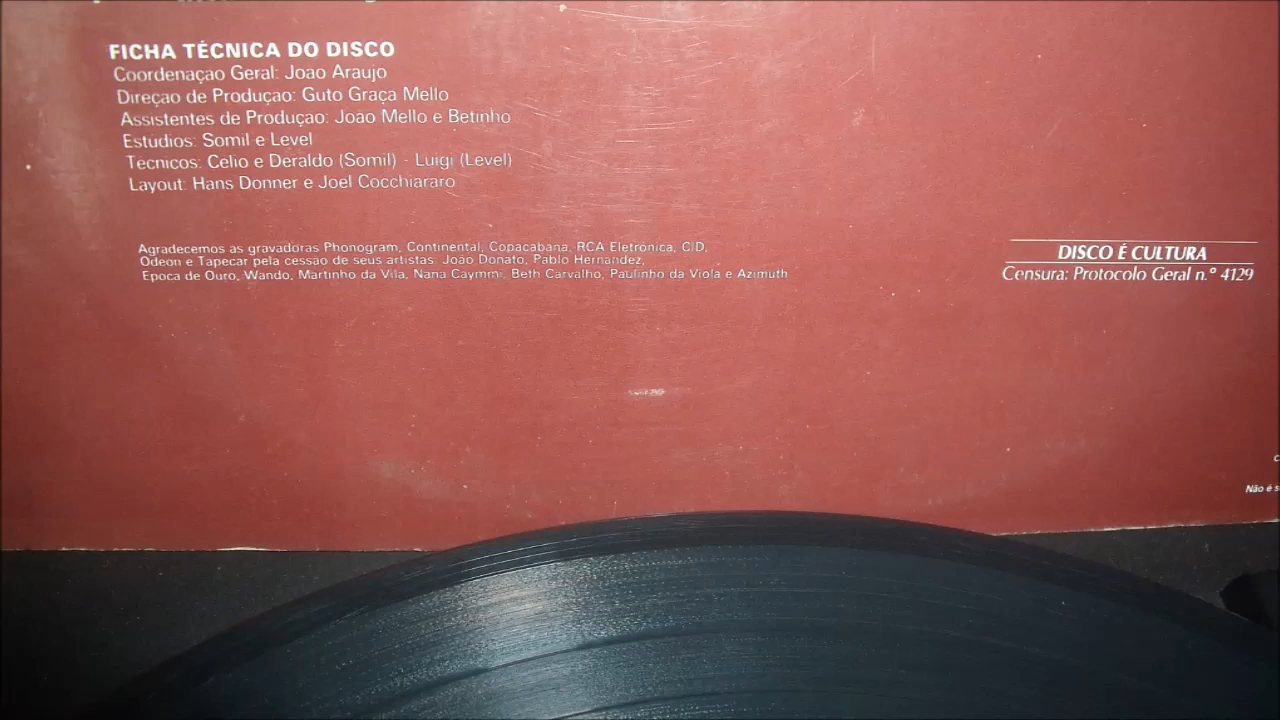 FICHA TÉCNICA DO DISCO
Coordenaçao Geral: Joao Araujo
Direçao de Produçao: Guto Graça Mello
Assistentes de Produçao: Joao Mello e Betinho
Estúdios: Somil e Level
Técnicos: Celio e Deraldo (Somil) - Luigi (Level)
Layout: Hans Donner e Joel Cocchiararo
Agradecemos as gravadoras Phonogram, Continental, Copacabana, RCA Eletrônica, CID,
Odeon e Tapecar pela cessão de seus artistas: João Donato, Pablo Hernandez,
Epoca de Ouro, Wando, Martinho da Vila, Nana Caymmi, Beth Carvalho, Paulinho da Viola e Azimuth
DISCO É CULTURA
Censura: Protocolo Geral n.º 4129
Não é